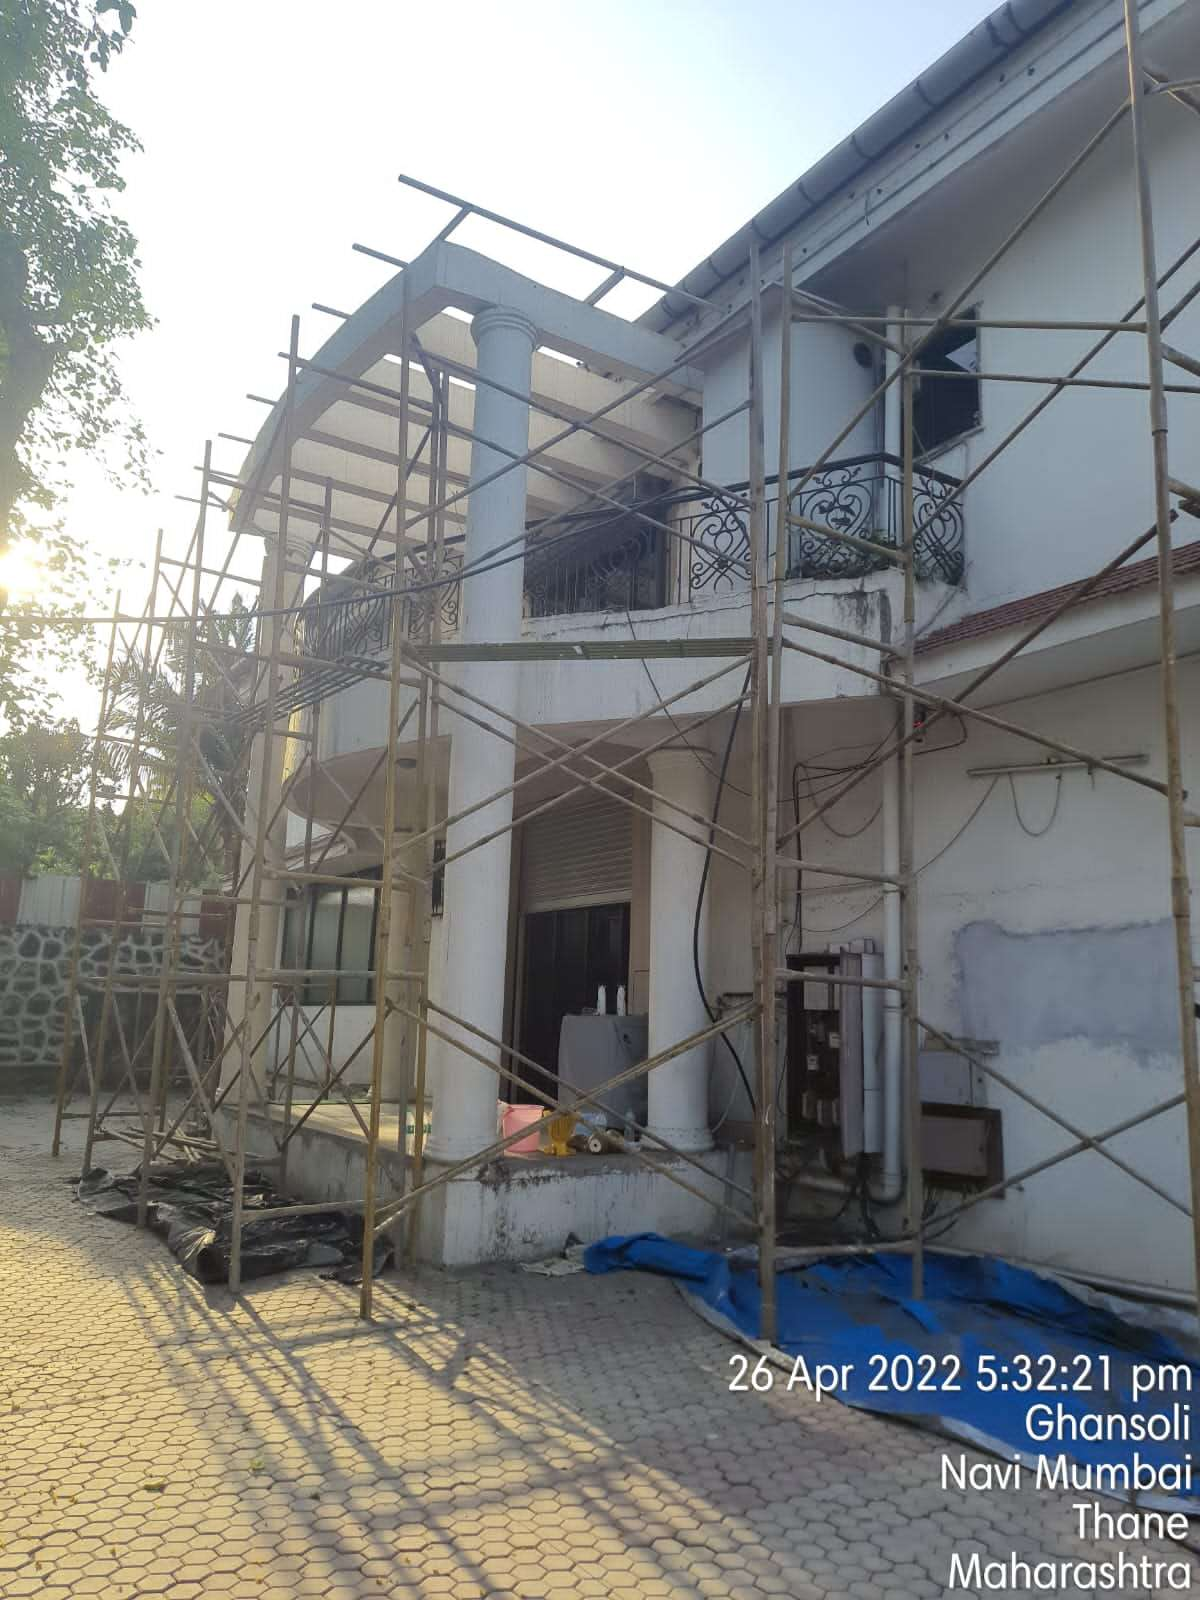 26 Apr 2022 5:32:21 pm
Ghansoli
Navi Mumbai
Thane
Maharashtra